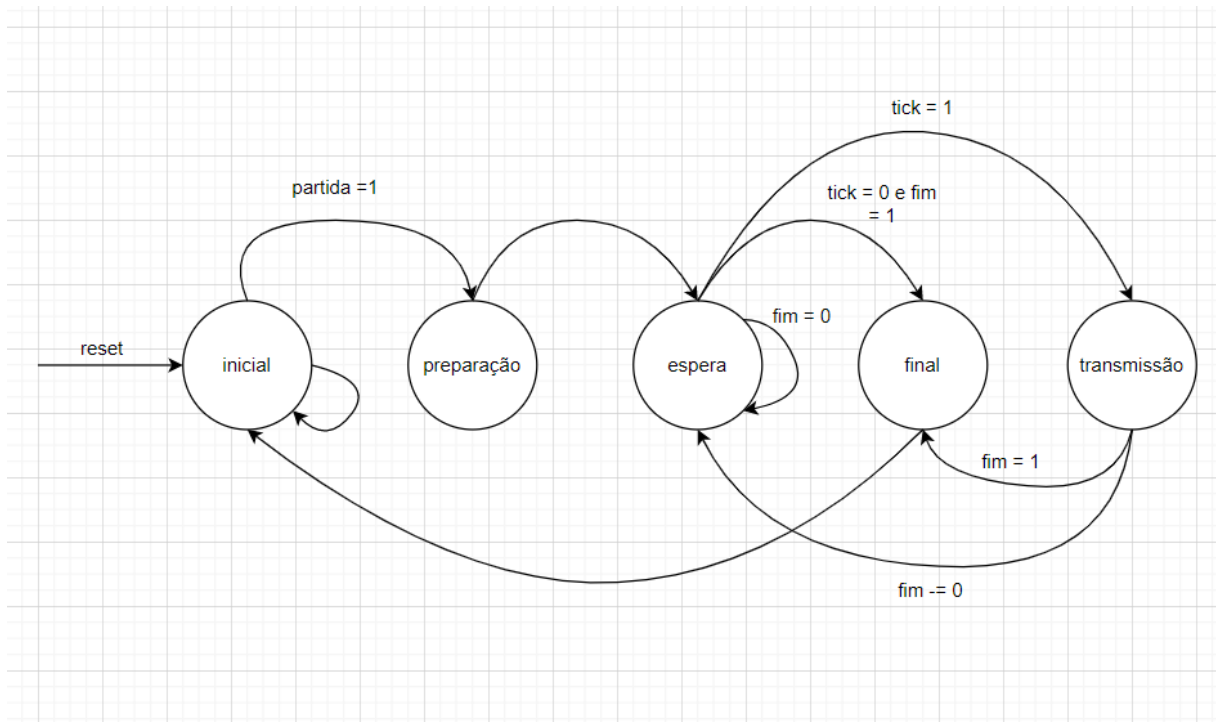 tick = 1
partida =1
tick = 0 e fim
= 1
fim = 0
reset
inicial
preparação
espera
final
transmissão
fim = 1
fim -= 0